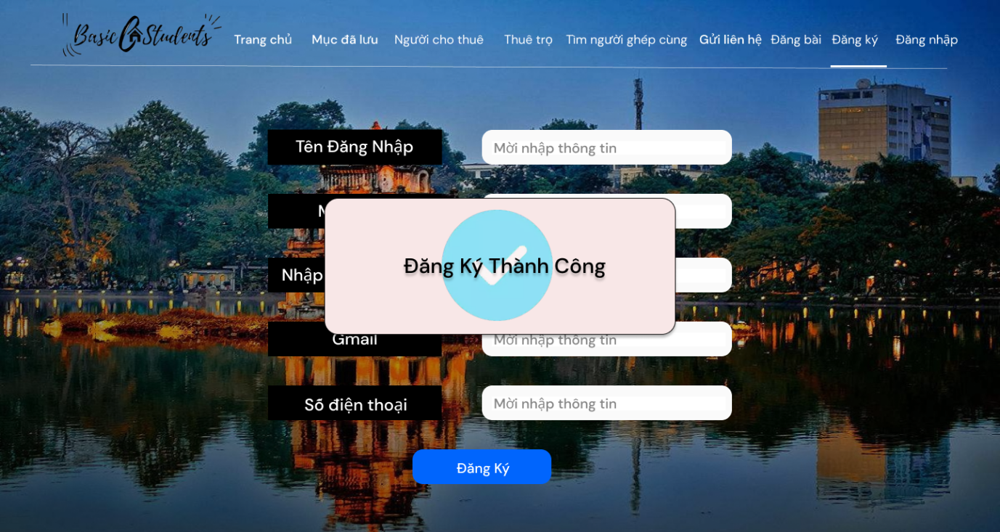 Basic Students
Trang chủ Mục đã lưu Người cho thuê Thuê trọ Tìm người ghép cùng Gửi liên hệ Đăng bài Đăng ký Đăng nhập
Tên Đăng Nhập Mời nhập thông tin
Đăng Ký Thành Công
Nhập
Gmail Mời nhập thông tin
Số điện thoại Mời nhập thông tin
Đăng Ký